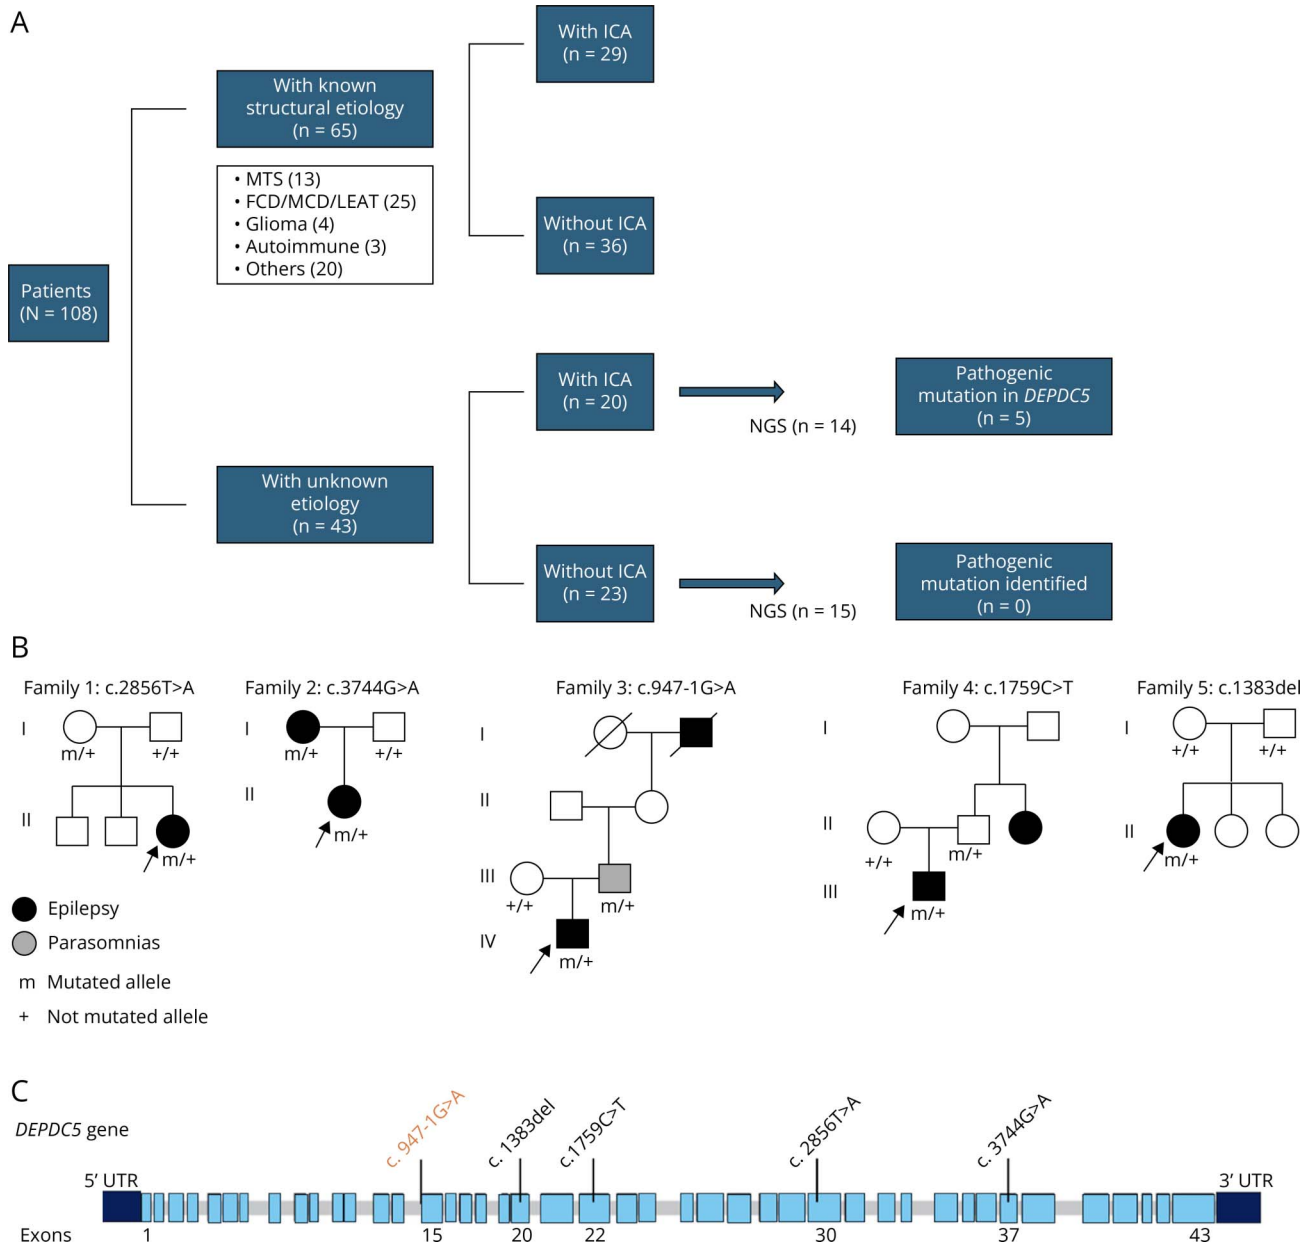 A
Patients
(N = 108)
With known
structural etiology
(n = 65)
• MTS (13)
• FCD/MCD/LEAT (25)
• Glioma (4)
• Autoimmune (3)
• Others (20)
With ICA
(n = 29)
Without ICA
(n = 36)
With unknown
etiology
(n = 43)
With ICA
(n = 20)
NGS (n = 14)
Pathogenic
mutation in DEPDC5
(n = 5)
Without ICA
(n = 23)
NGS (n = 15)
Pathogenic
mutation identified
(n = 0)
B
Family 1: c.2856T>A
I
m/+
+/+
II
m/+
Family 2: c.3744G>A
I
m/+
+/+
II
m/+
Family 3: c.947-1G>A
I
II
III
+/+
m/+
IV
m/+
Family 4: c.1759C>T
I
II
+/+
m/+
III
m/+
Family 5: c.1383del
I
+/+
+/+
II
m/+
Epilepsy
Parasomnias
m Mutated allele
+ Not mutated allele
C
DEPDC5 gene
c. 947-1G>A
c. 1383del
c.1759C>T
c. 2856T>A
c. 3744G>A
5′ UTR
3′ UTR
Exons 1 15 20 22 30 37 43